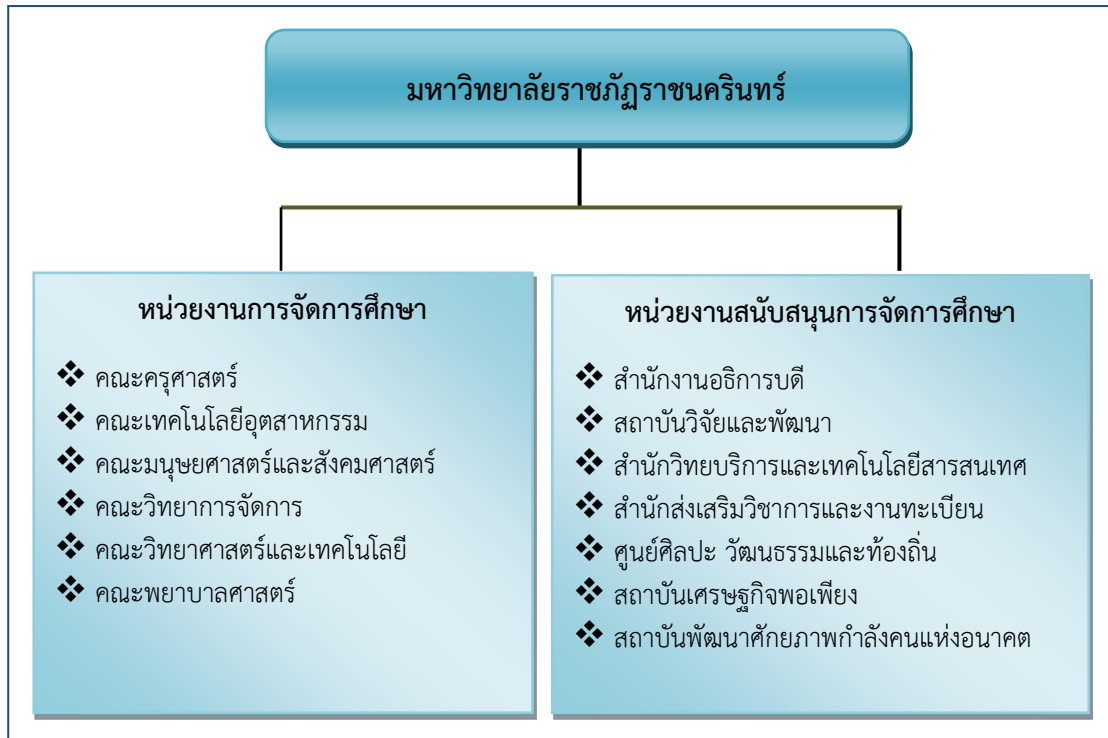 มหาวิทยาลัยราชภัฏราชนครินทร์
หน่วยงานการจัดการศึกษา
❖ คณะครุศาสตร์
❖ คณะเทคโนโลยีอุตสาหกรรม
❖ คณะมนุษยศาสตร์และสังคมศาสตร์
❖ คณะวิทยาการจัดการ
❖ คณะวิทยาศาสตร์และเทคโนโลยี
❖ คณะพยาบาลศาสตร์
หน่วยงานสนับสนุนการจัดการศึกษา
❖ สำนักงานอธิการบดี
❖ สถาบันวิจัยและพัฒนา
❖ สำนักวิทยบริการและเทคโนโลยีสารสนเทศ
❖ สำนักส่งเสริมวิชาการและงานทะเบียน
❖ ศูนย์ศิลปะ วัฒนธรรมและท้องถิ่น
❖ สถาบันเศรษฐกิจพอเพียง
❖ สถาบันพัฒนาศักยภาพกำลังคนแห่งอนาคต